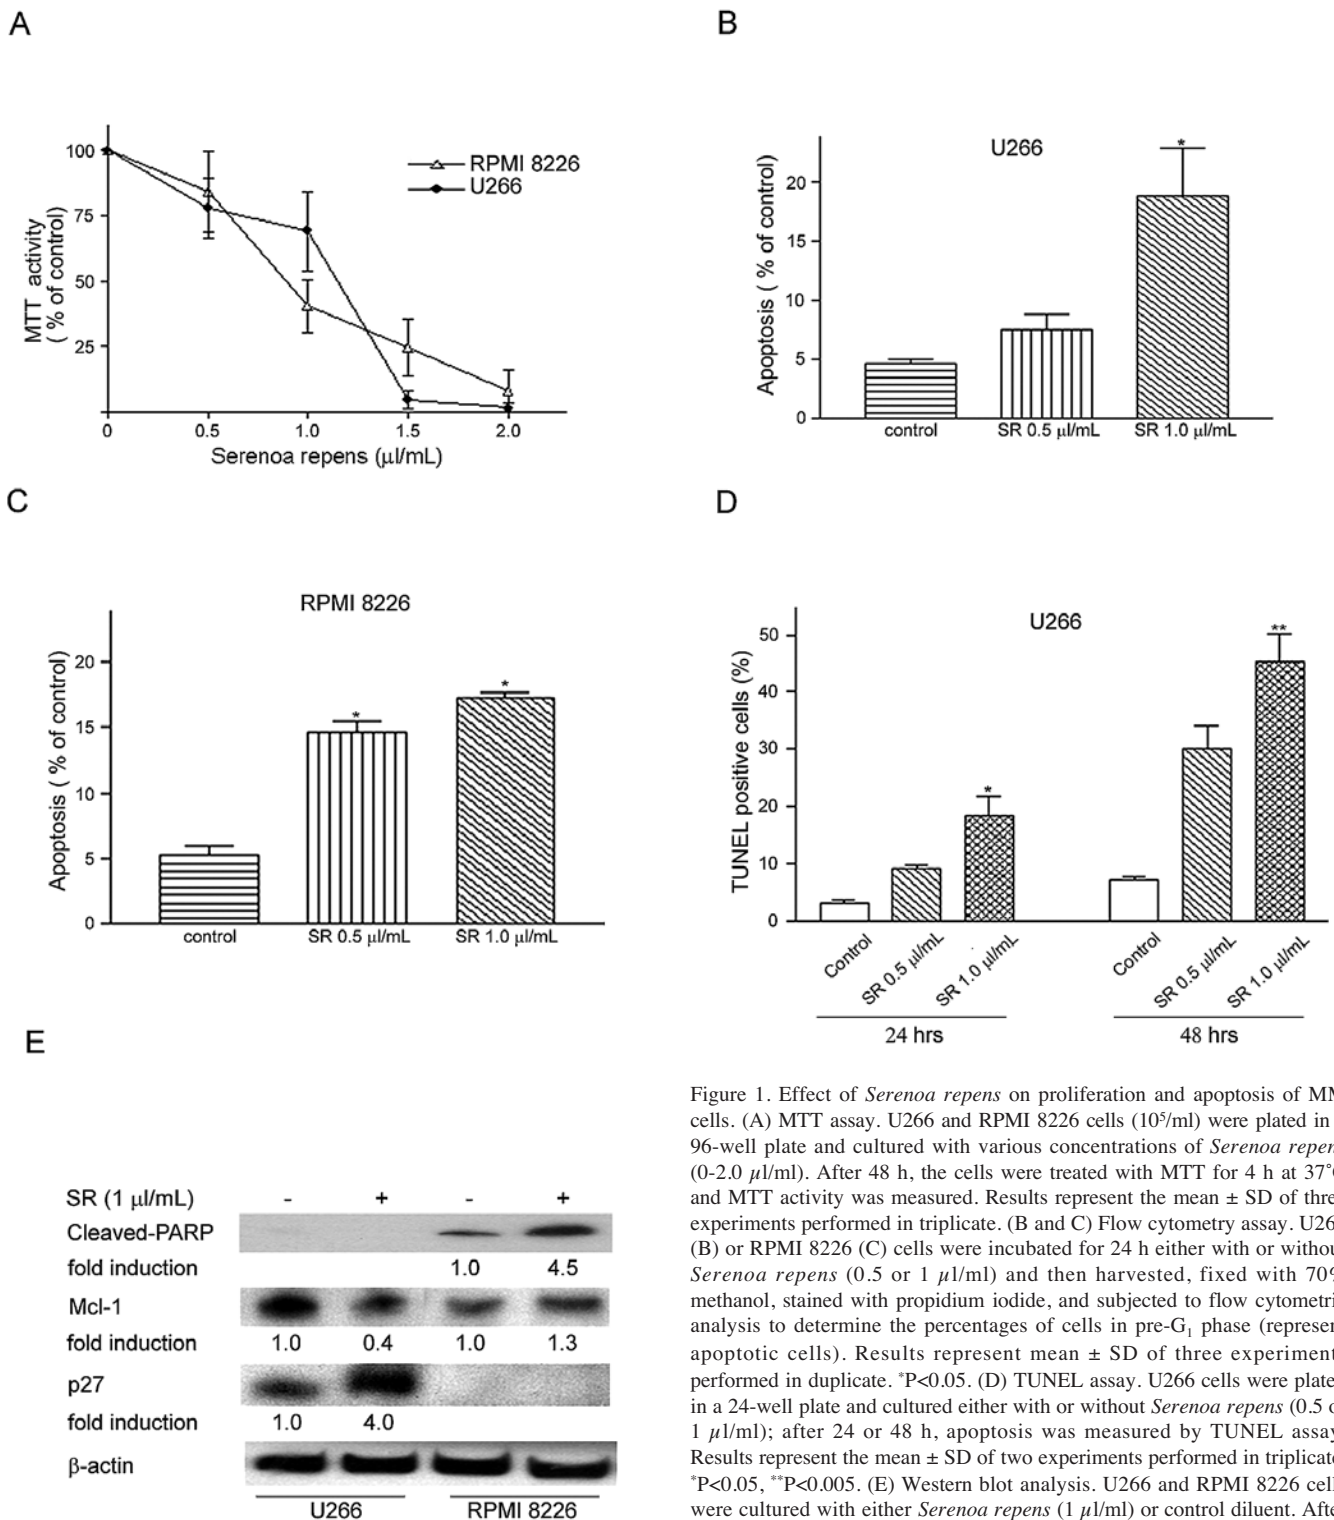 A
100
75
50
25
MTT activity
( % of control)
RPMI 8226
U266
0 0.5 1.0 1.5 2.0
Serenoa repens (µl/mL)
B
U266
Apoptosis ( % of control)
20
15
10
5
0
control SR 0.5 µl/mL SR 1.0 µl/mL
*
C
RPMI 8226
Apoptosis ( % of control)
20
15
10
5
0
* *
control SR 0.5 µl/mL SR 1.0 µl/mL
D
U266
TUNEL positive cells (%)
50
40
30
20
10
0
* **
Control SR 0.5 µl/mL SR 1.0 µl/mL Control SR 0.5 µl/mL SR 1.0 µl/mL
24 hrs 48 hrs
E
SR (1 µl/mL) - + - +
Cleaved-PARP
fold induction 1.0 4.5
Mcl-1
fold induction 1.0 0.4 1.0 1.3
p27
fold induction 1.0 4.0
β-actin
U266 RPMI 8226
Figure 1. Effect of Serenoa repens on proliferation and apoptosis of MM
cells. (A) MTT assay. U266 and RPMI 8226 cells (10⁵/ml) were plated in
96-well plate and cultured with various concentrations of Serenoa repen
(0-2.0 µl/ml). After 48 h, the cells were treated with MTT for 4 h at 37˚C
and MTT activity was measured. Results represent the mean ± SD of thre
experiments performed in triplicate. (B and C) Flow cytometry assay. U26
(B) or RPMI 8226 (C) cells were incubated for 24 h either with or withou
Serenoa repens (0.5 or 1 µl/ml) and then harvested, fixed with 70%
methanol, stained with propidium iodide, and subjected to flow cytometri
analysis to determine the percentages of cells in pre-G₁ phase (represen
apoptotic cells). Results represent mean ± SD of three experiment
performed in duplicate. *P<0.05. (D) TUNEL assay. U266 cells were plate
in a 24-well plate and cultured either with or without Serenoa repens (0.5 o
1 µl/ml); after 24 or 48 h, apoptosis was measured by TUNEL assay
Results represent the mean ± SD of two experiments performed in triplicate
*P<0.05, **P<0.005. (E) Western blot analysis. U266 and RPMI 8226 cell
were cultured with either Serenoa repens (1 µl/ml) or control diluent. Afte